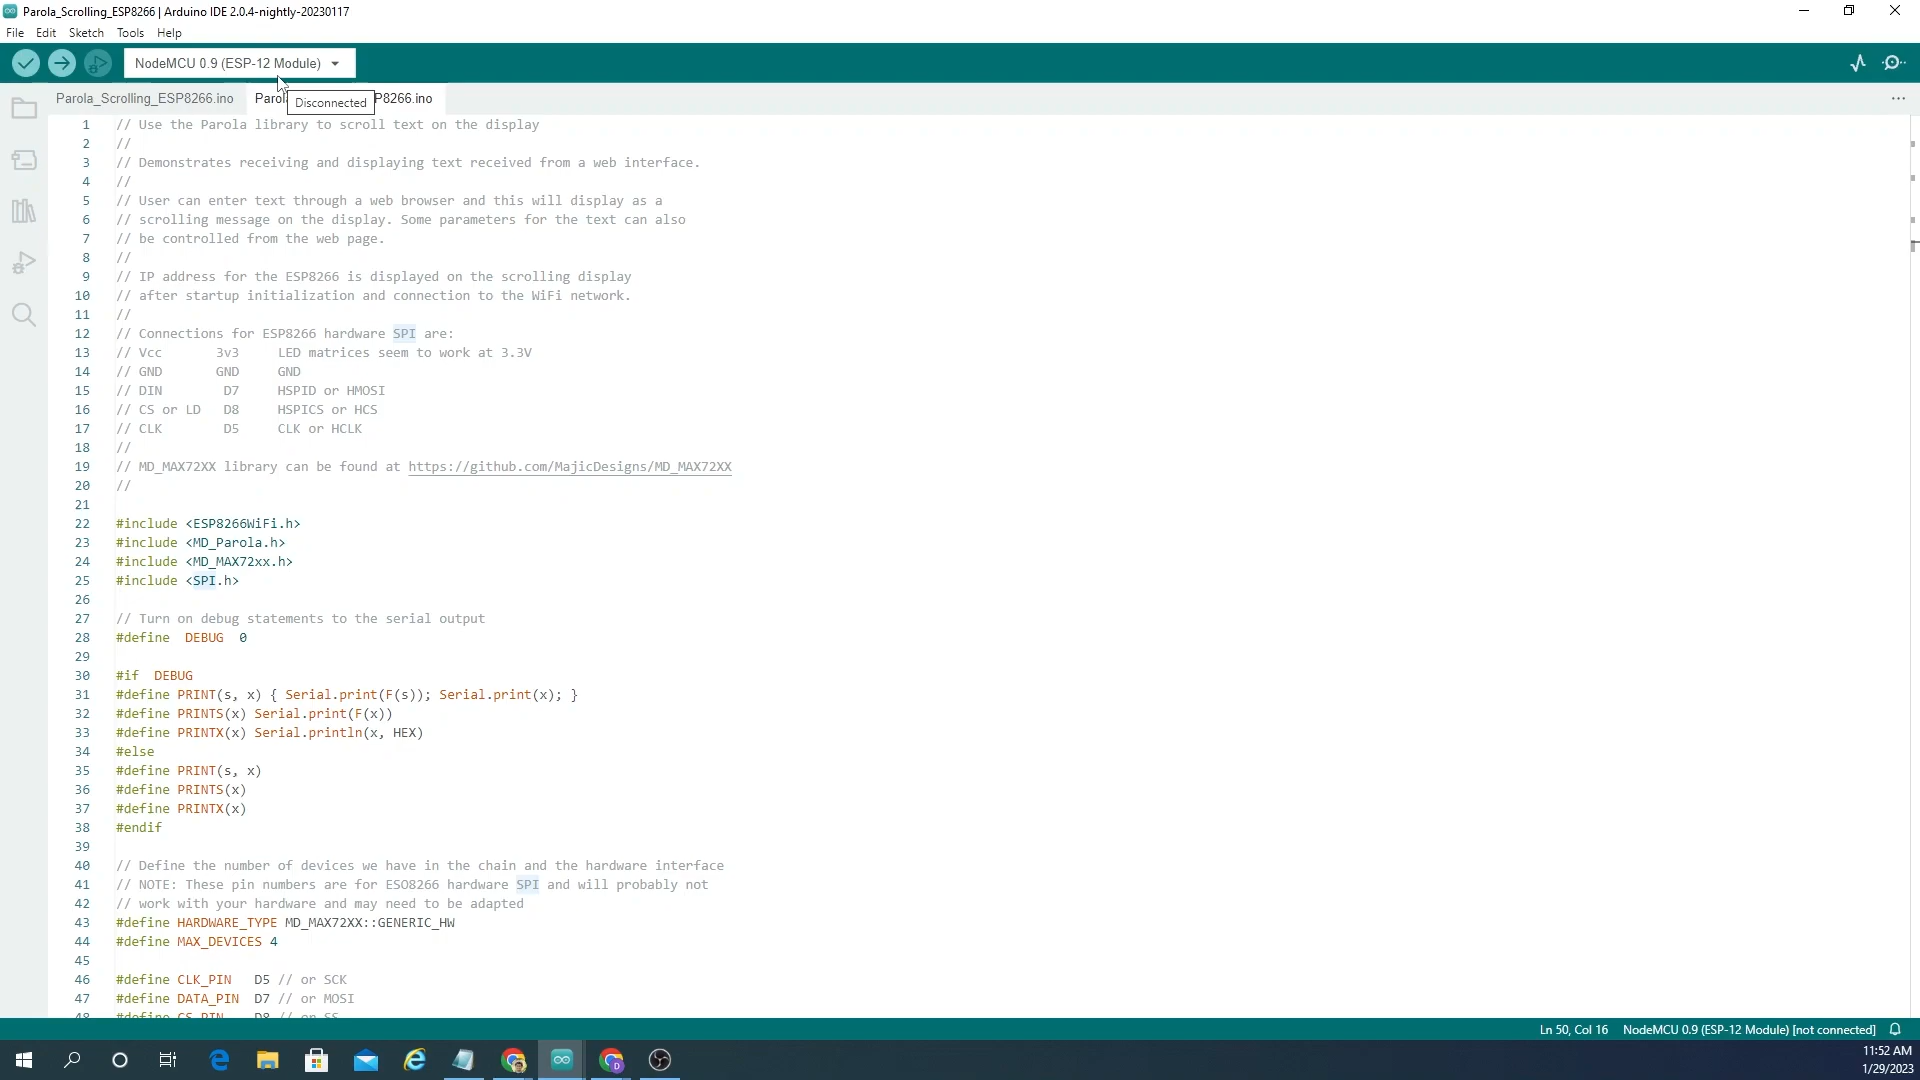 Parola_Scrolling_ESP8266 | Arduino IDE 2.0.4-nightly-20230117
File Edit Sketch Tools Help
NodeMCU 0.9 (ESP-12 Module)
Parola_Scrolling_ESP8266.ino Parol P8266.ino
Disconnected
1 // Use the Parola library to scroll text on the display
2 //
3 // Demonstrates receiving and displaying text received from a web interface.
4 //
5 // User can enter text through a web browser and this will display as a
6 // scrolling message on the display. Some parameters for the text can also
7 // be controlled from the web page.
8 //
9 // IP address for the ESP8266 is displayed on the scrolling display
10 // after startup initialization and connection to the WiFi network.
11 //
12 // Connections for ESP8266 hardware SPI are:
13 // Vcc 3v3 LED matrices seem to work at 3.3V
14 // GND GND GND
15 // DIN D7 HSPID or HMOSI
16 // CS or LD D8 HSPICS or HCS
17 // CLK D5 CLK or HCLK
18 //
19 // MD_MAX72XX library can be found at https://github.com/MajicDesigns/MD_MAX72XX
20 //
21
22 #include <ESP8266WiFi.h>
23 #include <MD_Parola.h>
24 #include <MD_MAX72xx.h>
25 #include <SPI.h>
26
27 // Turn on debug statements to the serial output
28 #define DEBUG 0
29
30 #if DEBUG
31 #define PRINT(s, x) { Serial.print(F(s)); Serial.print(x); }
32 #define PRINTS(x) Serial.print(F(x))
33 #define PRINTX(x) Serial.println(x, HEX)
34 #else
35 #define PRINT(s, x)
36 #define PRINTS(x)
37 #define PRINTX(x)
38 #endif
39
40 // Define the number of devices we have in the chain and the hardware interface
41 // NOTE: These pin numbers are for ESO8266 hardware SPI and will probably not
42 // work with your hardware and may need to be adapted
43 #define HARDWARE_TYPE MD_MAX72XX::GENERIC_HW
44 #define MAX_DEVICES 4
45
46 #define CLK_PIN D5 // or SCK
47 #define DATA_PIN D7 // or MOSI
48 #define CS_PIN D8 // or SS
Ln 50, Col 16 NodeMCU 0.9 (ESP-12 Module) [not connected]
11:52 AM
1/29/2023